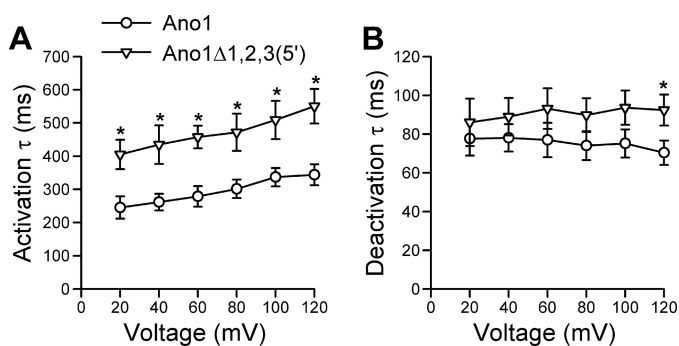 Ano1
Ano1Δ1,2,3(5')
A
700
600
500
400
300
200
100
0
* * * * * *
0 20 40 60 80 100 120
Activation τ (ms)
Voltage (mV)
B
120
100
80
60
40
20
0
*
0 20 40 60 80 100 120
Deactivation τ (ms)
Voltage (mV)